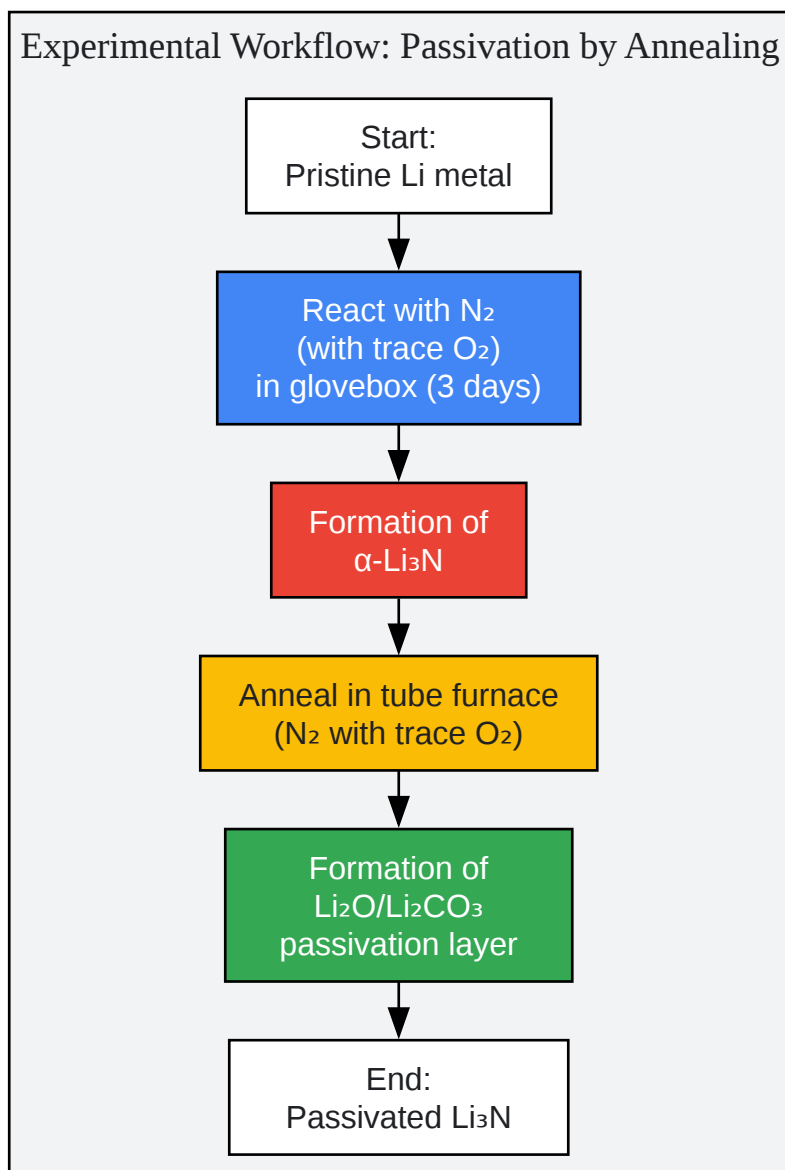 Experimental Workflow: Passivation by Annealing
Start:
Pristine Li metal
React with N₂
(with trace O₂)
in glovebox (3 days)
Formation of
α-Li₃N
Anneal in tube furnace
(N₂ with trace O₂)
Formation of
Li₂O/Li₂CO₃
passivation layer
End:
Passivated Li₃N